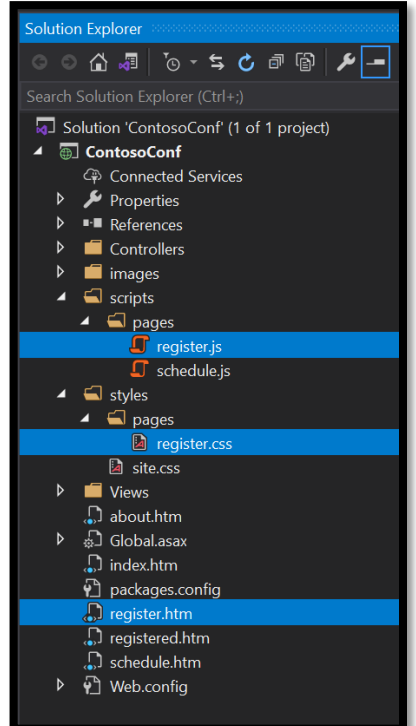 Solution Explorer
Search Solution Explorer (Ctrl+;)
Solution 'ContosoConf' (1 of 1 project)
ContosoConf
Connected Services
Properties
References
Controllers
images
scripts
pages
register.js
schedule.js
styles
pages
register.css
site.css
Views
about.htm
Global.asax
index.htm
packages.config
register.htm
registered.htm
schedule.htm
Web.config